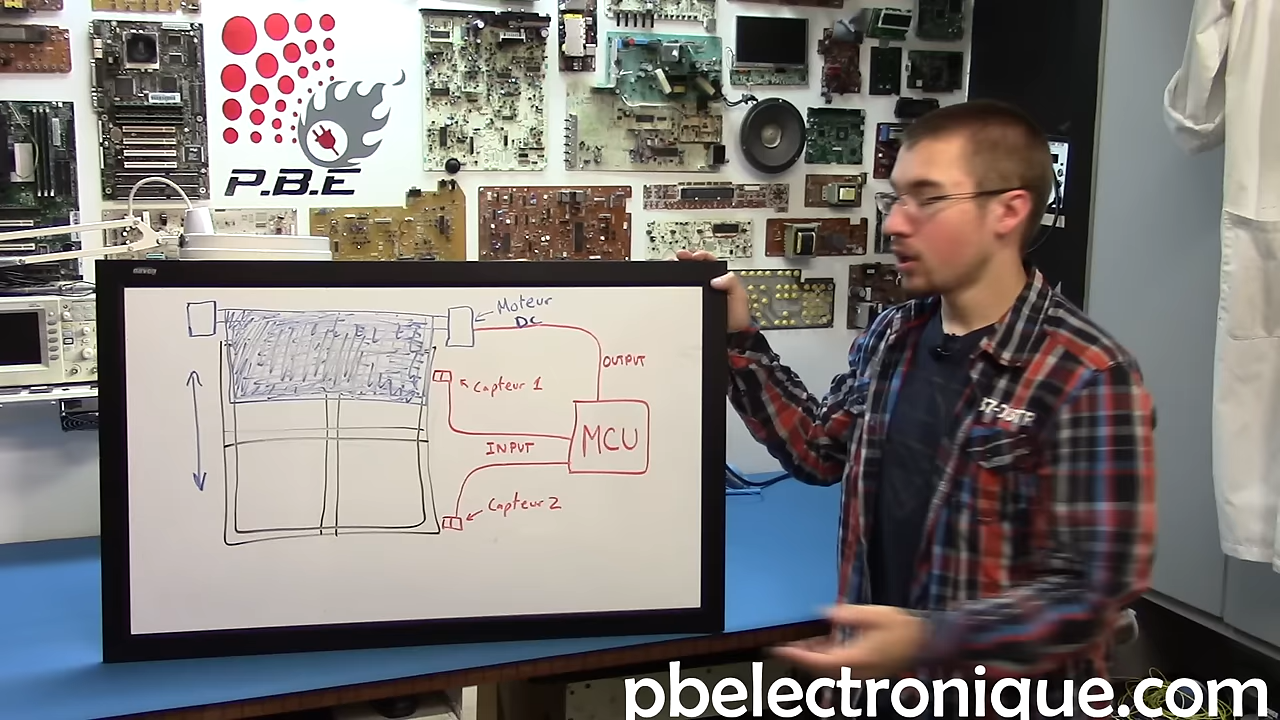 P.B.E
Moteur
DC
OUTPUT
Capteur 1
MCU
INPUT
Capteur 2
pbelectronique.com